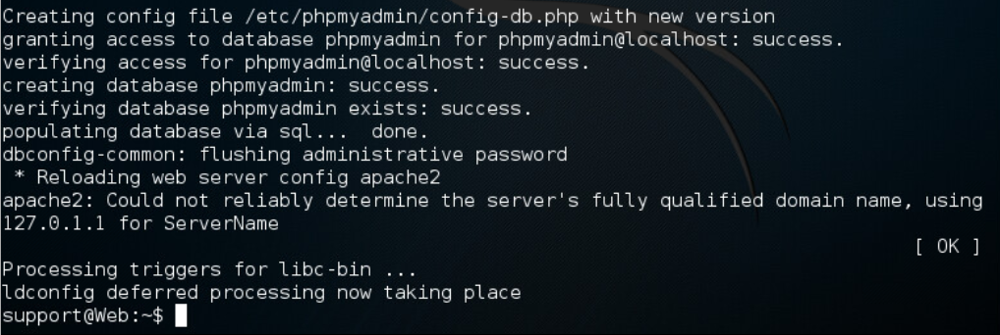 Creating config file /etc/phpmyadmin/config-db.php with new version
granting access to database phpmyadmin for phpmyadmin@localhost: success.
verifying access for phpmyadmin@localhost: success.
creating database phpmyadmin: success.
verifying database phpmyadmin exists: success.
populating database via sql...  done.
dbconfig-common: flushing administrative password
 * Reloading web server config apache2
apache2: Could not reliably determine the server's fully qualified domain name, using
127.0.1.1 for ServerName
[ OK ]
Processing triggers for libc-bin ...
ldconfig deferred processing now taking place
support@Web:~$